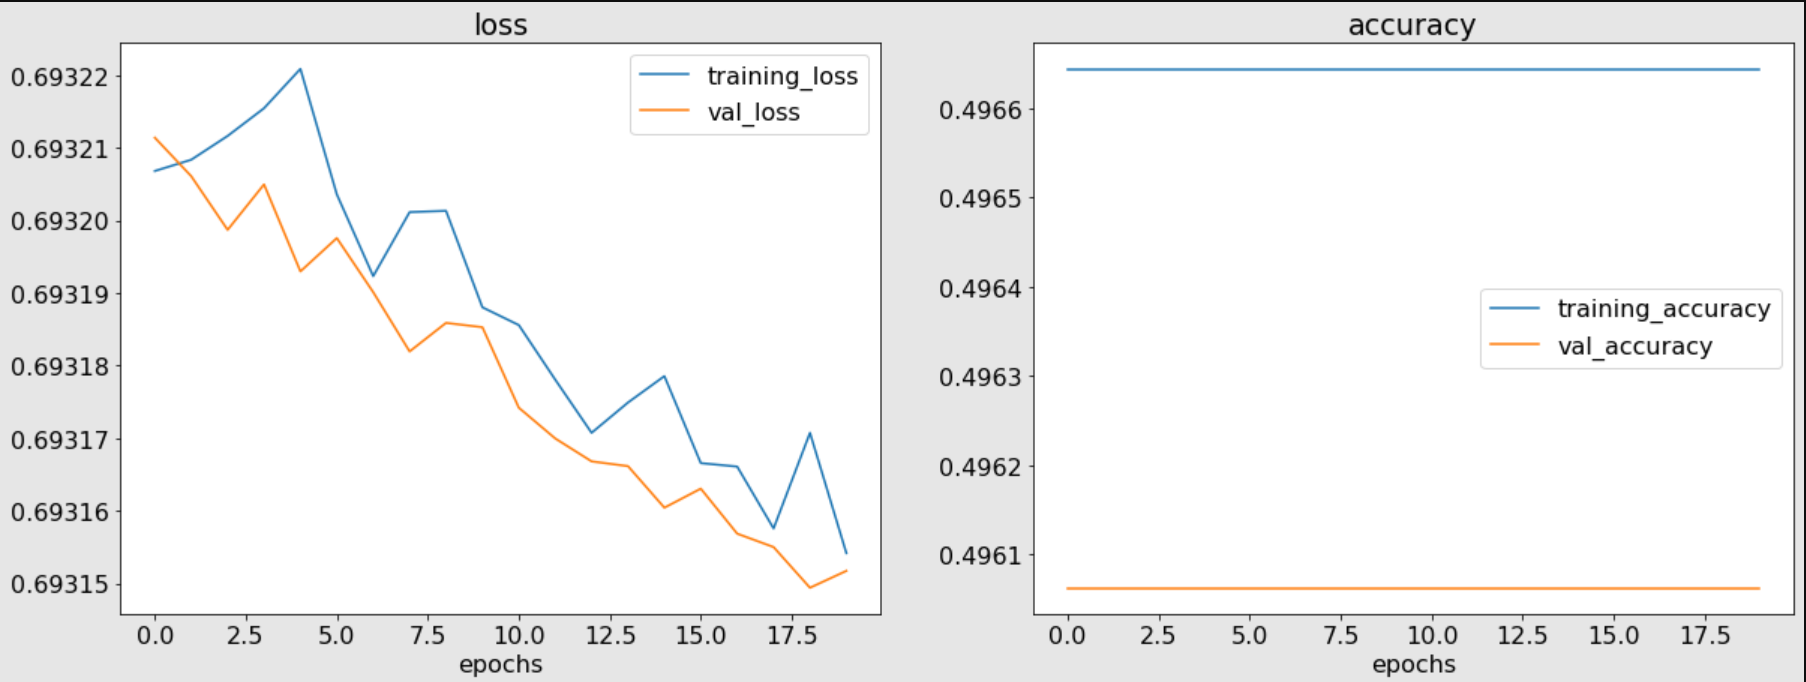 loss
0.69322
0.69321
0.69320
0.69319
0.69318
0.69317
0.69316
0.69315
training_loss
val_loss
0.0 2.5 5.0 7.5 10.0 12.5 15.0 17.5
epochs
accuracy
0.4966
0.4965
0.4964
0.4963
0.4962
0.4961
training_accuracy
val_accuracy
0.0 2.5 5.0 7.5 10.0 12.5 15.0 17.5
epochs